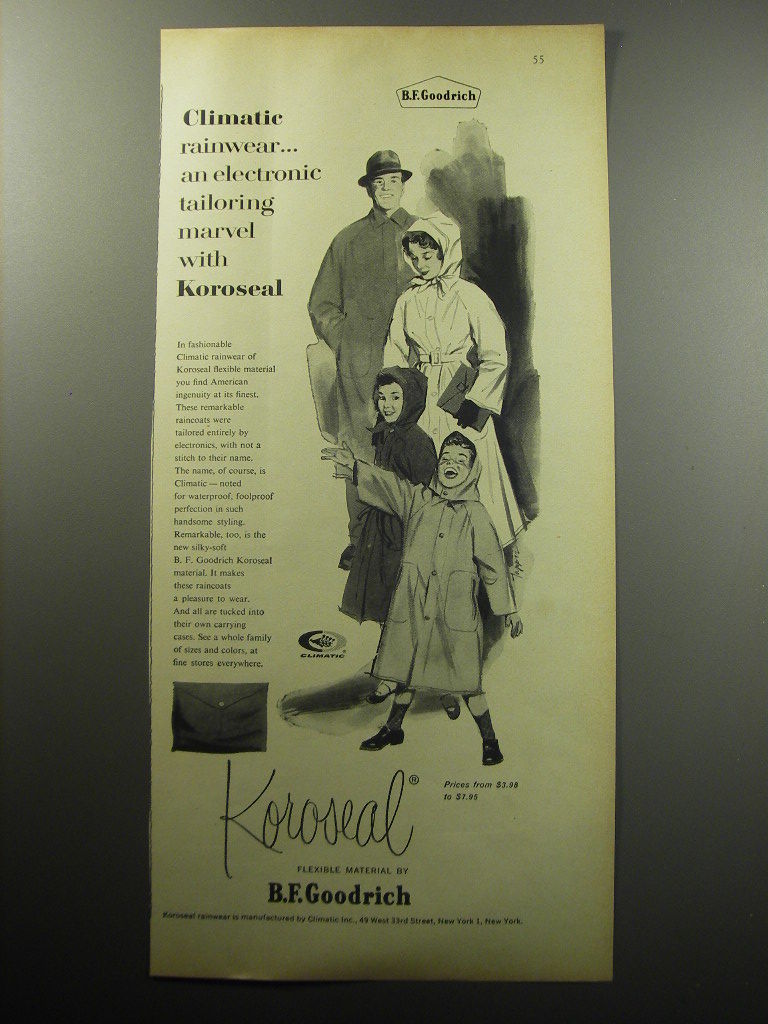 55
B.F.Goodrich
Climatic
rainwear...
an electronic
tailoring
marvel
with
Koroseal
In fashionable
Climatic rainwear of
Koroseal flexible material
you find American
ingenuity at its finest.
These remarkable
raincoats were
tailored entirely by
electronics, with not a
stitch to their name.
The name, of course, is
Climatic — noted
for waterproof, foolproof
perfection in such
handsome styling.
Remarkable, too, is the
new silky-soft
B. F. Goodrich Koroseal
material. It makes
these raincoats
a pleasure to wear.
And all are tucked into
their own carrying
cases. See a whole family
of sizes and colors, at
fine stores everywhere.
CLIMATIC®
Koroseal®
Prices from $3.98
to $7.95
FLEXIBLE MATERIAL BY
B.F.Goodrich
Koroseal rainwear is manufactured by Climatic Inc., 49 West 33rd Street, New York 1, New York.